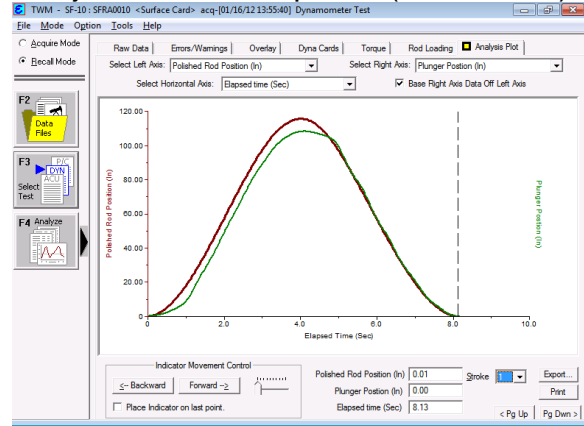 TWM - SF-10 : SFRA0010 <Surface Card> acq-[01/16/12 13:55:40] Dynamometer Test
File Mode Option Tools Help
Acquire Mode
Recall Mode
F2
Data
Files
F3
P/C
DYN
ACU
Select
Test
F4 Analyze
Raw Data Errors/Warnings Overlay Dyna Cards Torque Rod Loading Analysis Plot
Select Left Axis: Polished Rod Position (In) Select Right Axis: Plunger Postion (In)
Select Horizontal Axis: Elapsed time (Sec) Base Right Axis Data Off Left Axis
120.00
100.00
80.00
60.00
40.00
20.00
0
Polished Rod Position (In)
Plunger Postion (In)
0 2.0 4.0 6.0 8.0 10.0
Elapsed Time (Sec)
Indicator Movement Control
<-- Backward Forward -->
Place Indicator on last point.
Polished Rod Position (In) 0.01
Plunger Postion (In) 0.00
Elapsed time (Sec) 8.13
Stroke 1
Export...
Print
< Pg Up Pg Dwn >